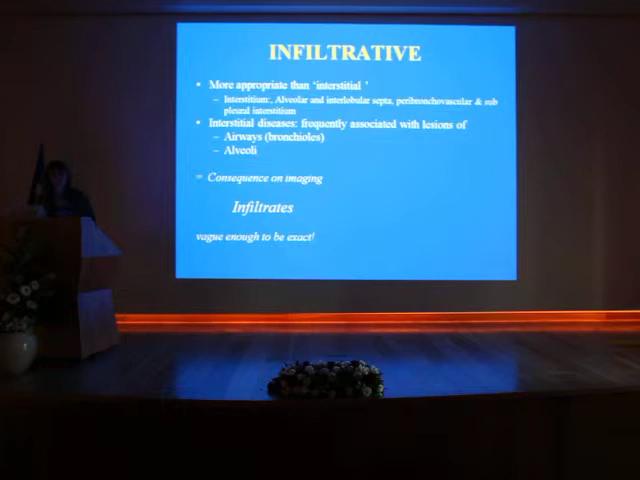 INFILTRATIVE
• More appropriate than 'interstitial '
– Interstitium:, Alveolar and interlobular septa, peribronchovascular & sub
pleural interstitium
• Interstitial diseases: frequently associated with lesions of
– Airways (bronchioles)
– Alveoli
= Consequence on imaging
Infiltrates
vague enough to be exact!